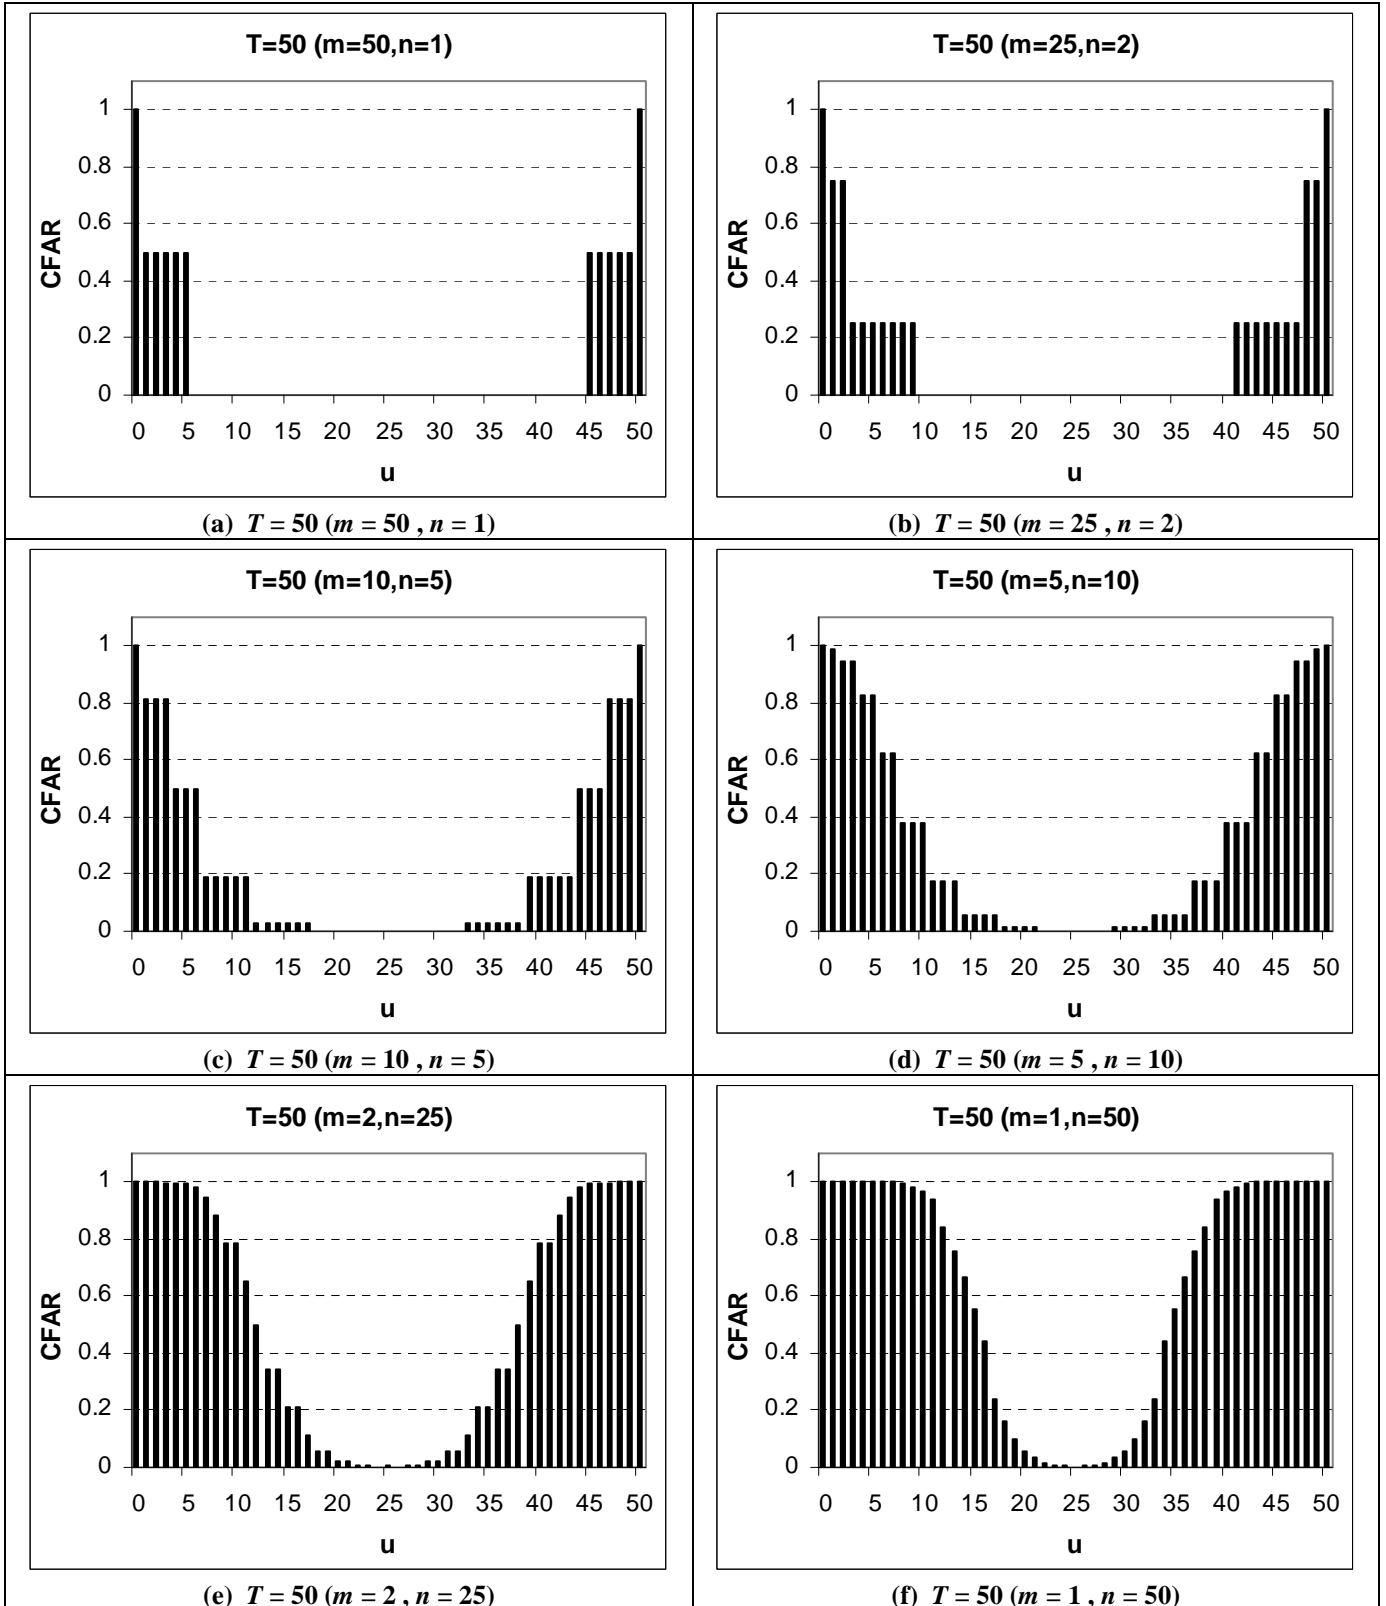 T=50 (m=50,n=1)
1
0.8
0.6
0.4
0.2
0
CFAR
0 5 10 15 20 25 30 35 40 45 50
u
(a) T = 50 (m = 50 , n = 1)
T=50 (m=25,n=2)
1
0.8
0.6
0.4
0.2
0
CFAR
0 5 10 15 20 25 30 35 40 45 50
u
(b) T = 50 (m = 25 , n = 2)
T=50 (m=10,n=5)
1
0.8
0.6
0.4
0.2
0
CFAR
0 5 10 15 20 25 30 35 40 45 50
u
(c) T = 50 (m = 10 , n = 5)
T=50 (m=5,n=10)
1
0.8
0.6
0.4
0.2
0
CFAR
0 5 10 15 20 25 30 35 40 45 50
u
(d) T = 50 (m = 5 , n = 10)
T=50 (m=2,n=25)
1
0.8
0.6
0.4
0.2
0
CFAR
0 5 10 15 20 25 30 35 40 45 50
u
(e) T = 50 (m = 2 , n = 25)
T=50 (m=1,n=50)
1
0.8
0.6
0.4
0.2
0
CFAR
0 5 10 15 20 25 30 35 40 45 50
u
(f) T = 50 (m = 1 , n = 50)